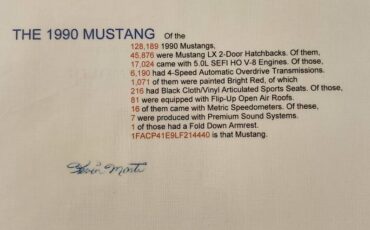 THE 1990 MUSTANG Of the
128,189 1990 Mustangs,
45,876 were Mustang LX 2-Door Hatchbacks. Of them,
17,024 came with 5.0L SEFI HO V-8 Engines. Of those,
6,190 had 4-Speed Automatic Overdrive Transmissions.
1,071 of them were painted Bright Red, of which
216 had Black Cloth/Vinyl Articulated Sports Seats. Of those,
81 were equipped with Flip-Up Open Air Roofs.
16 of them came with Metric Speedometers. Of these,
7 were produced with Premium Sound Systems.
1 of those had a Fold Down Armrest.
1FACP41E9LF214440 is that Mustang.
Kevin